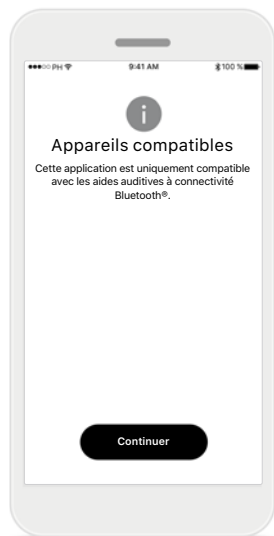 PH 9:41 AM 100 %
i
Appareils compatibles
Cette application est uniquement compatible
avec les aides auditives à connectivité
Bluetooth®.
Continuer